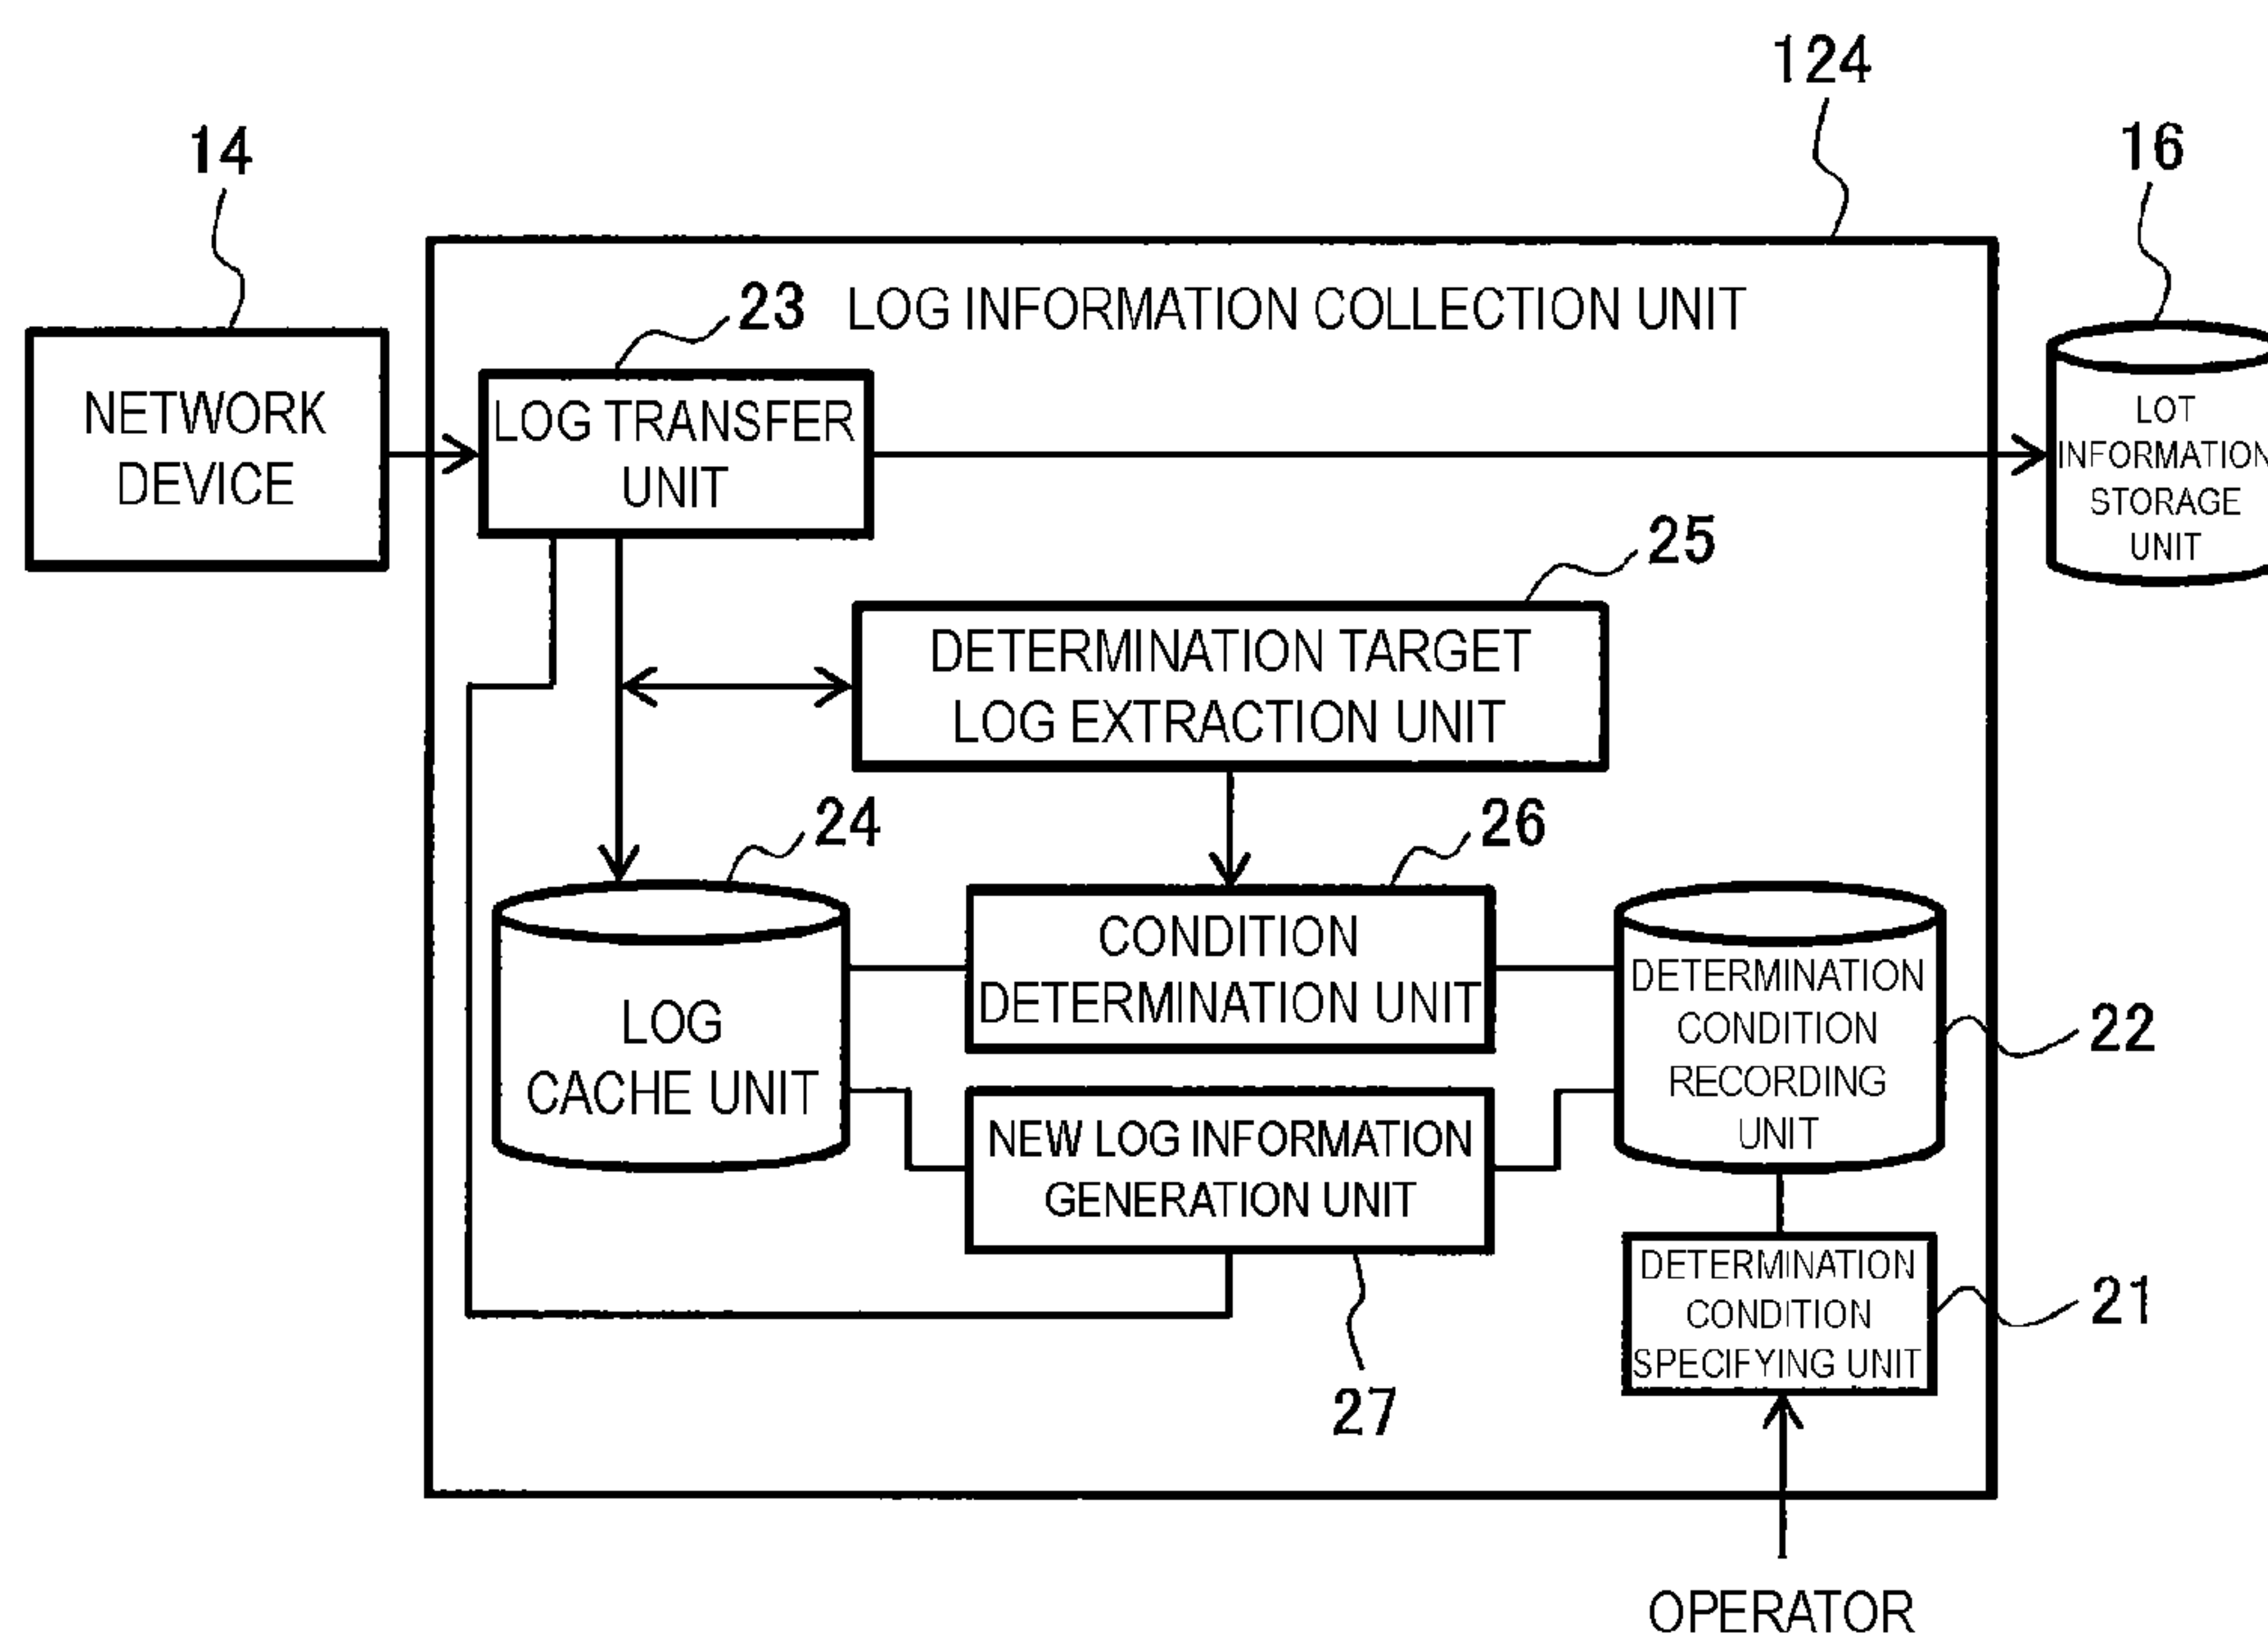 124
14
16
23
LOG INFORMATION COLLECTION UNIT
NETWORK
DEVICE
LOG TRANSFER
UNIT
LOT
INFORMATION
STORAGE
UNIT
25
DETERMINATION TARGET
LOG EXTRACTION UNIT
24
26
LOG
CACHE UNIT
CONDITION
DETERMINATION UNIT
DETERMINATION
CONDITION
RECORDING
UNIT
22
NEW LOG INFORMATION
GENERATION UNIT
27
DETERMINATION
CONDITION
SPECIFYING UNIT
21
OPERATOR